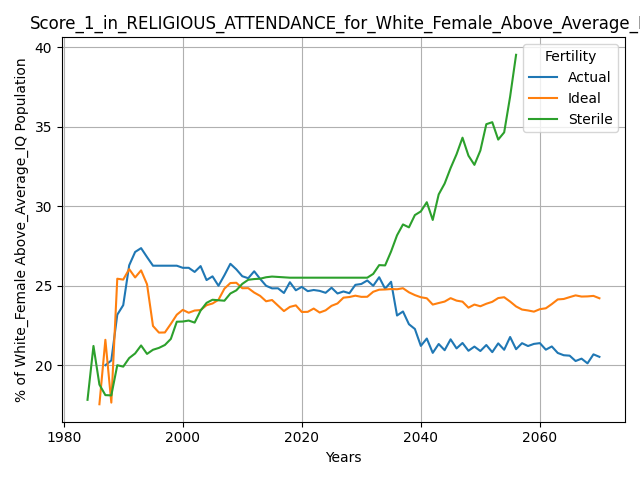 Score_1_in_RELIGIOUS_ATTENDANCE_for_White_Female_Above_Average_
Fertility
Actual
Ideal
Sterile
% of White_Female Above_Average_IQ Population
40
35
30
25
20
1980
2000
2020
2040
2060
Years